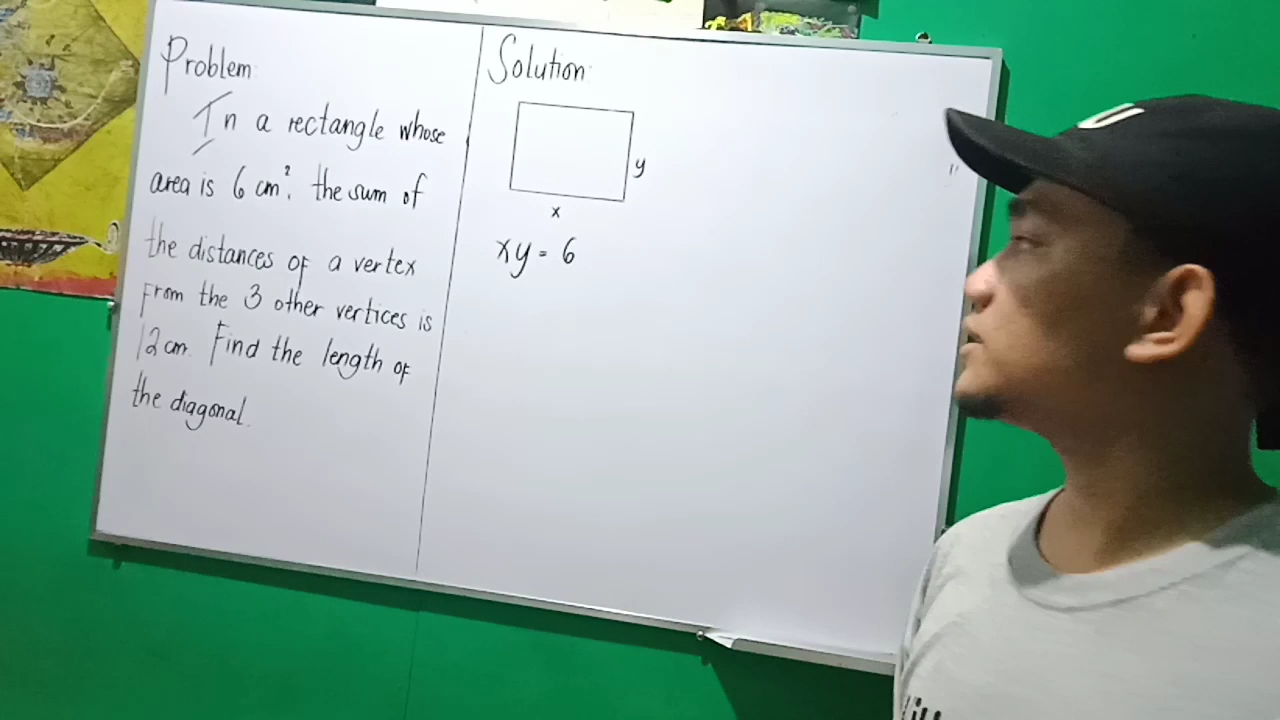 Problem:
In a rectangle whose
area is 6 cm². the sum of
the distances of a vertex
from the 3 other vertices is
12 cm. Find the length of
the diagonal.
Solution:
y
x
xy = 6
U